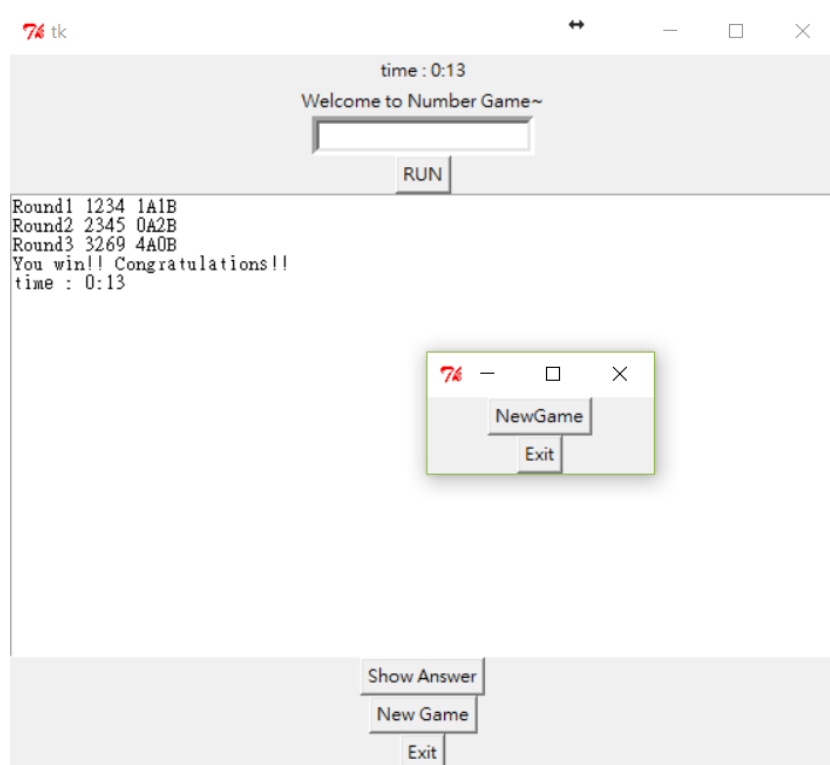 tk
time : 0:13
Welcome to Number Game~
RUN
Round1 1234 1A1B
Round2 2345 0A2B
Round3 3269 4A0B
You win!! Congratulations!!
time : 0:13
NewGame
Exit
Show Answer
New Game
Exit